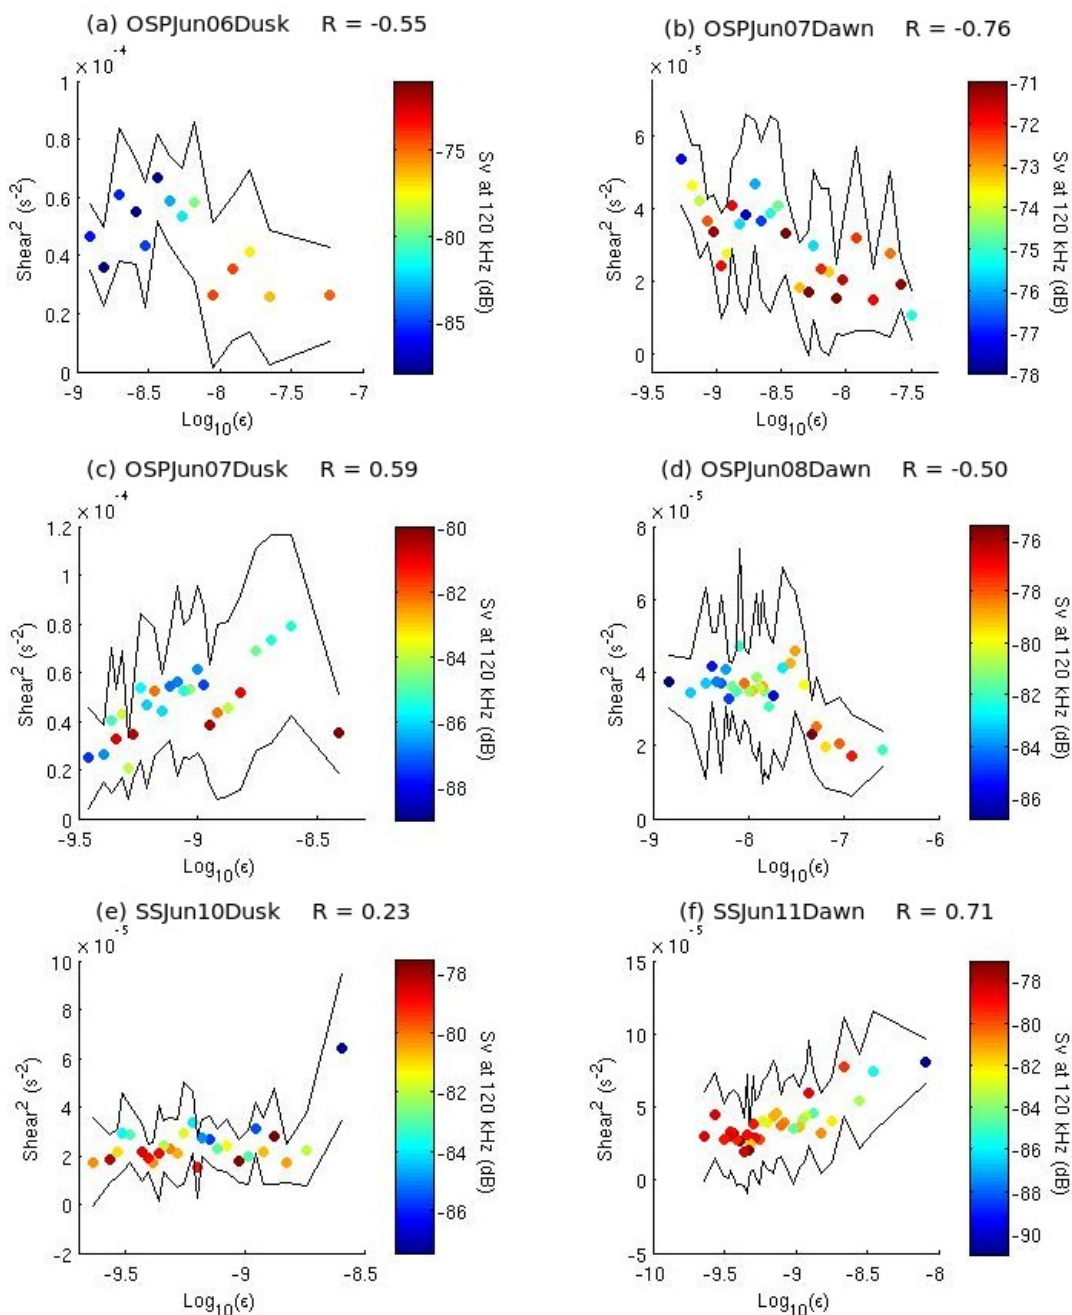 (a) OSPJun06Dusk R = -0.55
× 10⁻⁴
1
0.8
0.6
0.4
0.2
0
Shear² (s⁻²)
-9 -8.5 -8 -7.5 -7
Log₁₀(ϵ)
-75
-80
-85
Sv at 120 kHz (dB)
(b) OSPJun07Dawn R = -0.76
× 10⁻⁵
6
4
2
0
Shear² (s⁻²)
-9.5 -9 -8.5 -8 -7.5
Log₁₀(ϵ)
-71
-72
-73
-74
-75
-76
-77
-78
Sv at 120 kHz (dB)
(c) OSPJun07Dusk R = 0.59
× 10⁻⁴
1.2
1
0.8
0.6
0.4
0.2
0
Shear² (s⁻²)
-9.5 -9 -8.5
Log₁₀(ϵ)
-80
-82
-84
-86
-88
Sv at 120 kHz (dB)
(d) OSPJun08Dawn R = -0.50
× 10⁻⁵
8
6
4
2
0
Shear² (s⁻²)
-9 -8 -7 -6
Log₁₀(ϵ)
-76
-78
-80
-82
-84
-86
Sv at 120 kHz (dB)
(e) SSJun10Dusk R = 0.23
× 10⁻⁵
10
8
6
4
2
0
-2
Shear² (s⁻²)
-9.5 -9 -8.5
Log₁₀(ϵ)
-78
-80
-82
-84
-86
Sv at 120 kHz (dB)
(f) SSJun11Dawn R = 0.71
× 10⁻⁵
15
10
5
0
-5
Shear² (s⁻²)
-10 -9.5 -9 -8.5 -8
Log₁₀(ϵ)
-78
-80
-82
-84
-86
-88
-90
Sv at 120 kHz (dB)